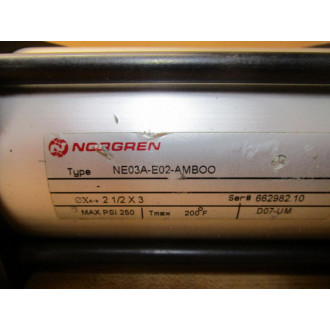 NORGREN
Type NE03A-E02-AMBOO
∅X↔ 2 1/2 X 3 Ser# 662982.10
MAX PSI 250 Tmax 200°F D07-UM